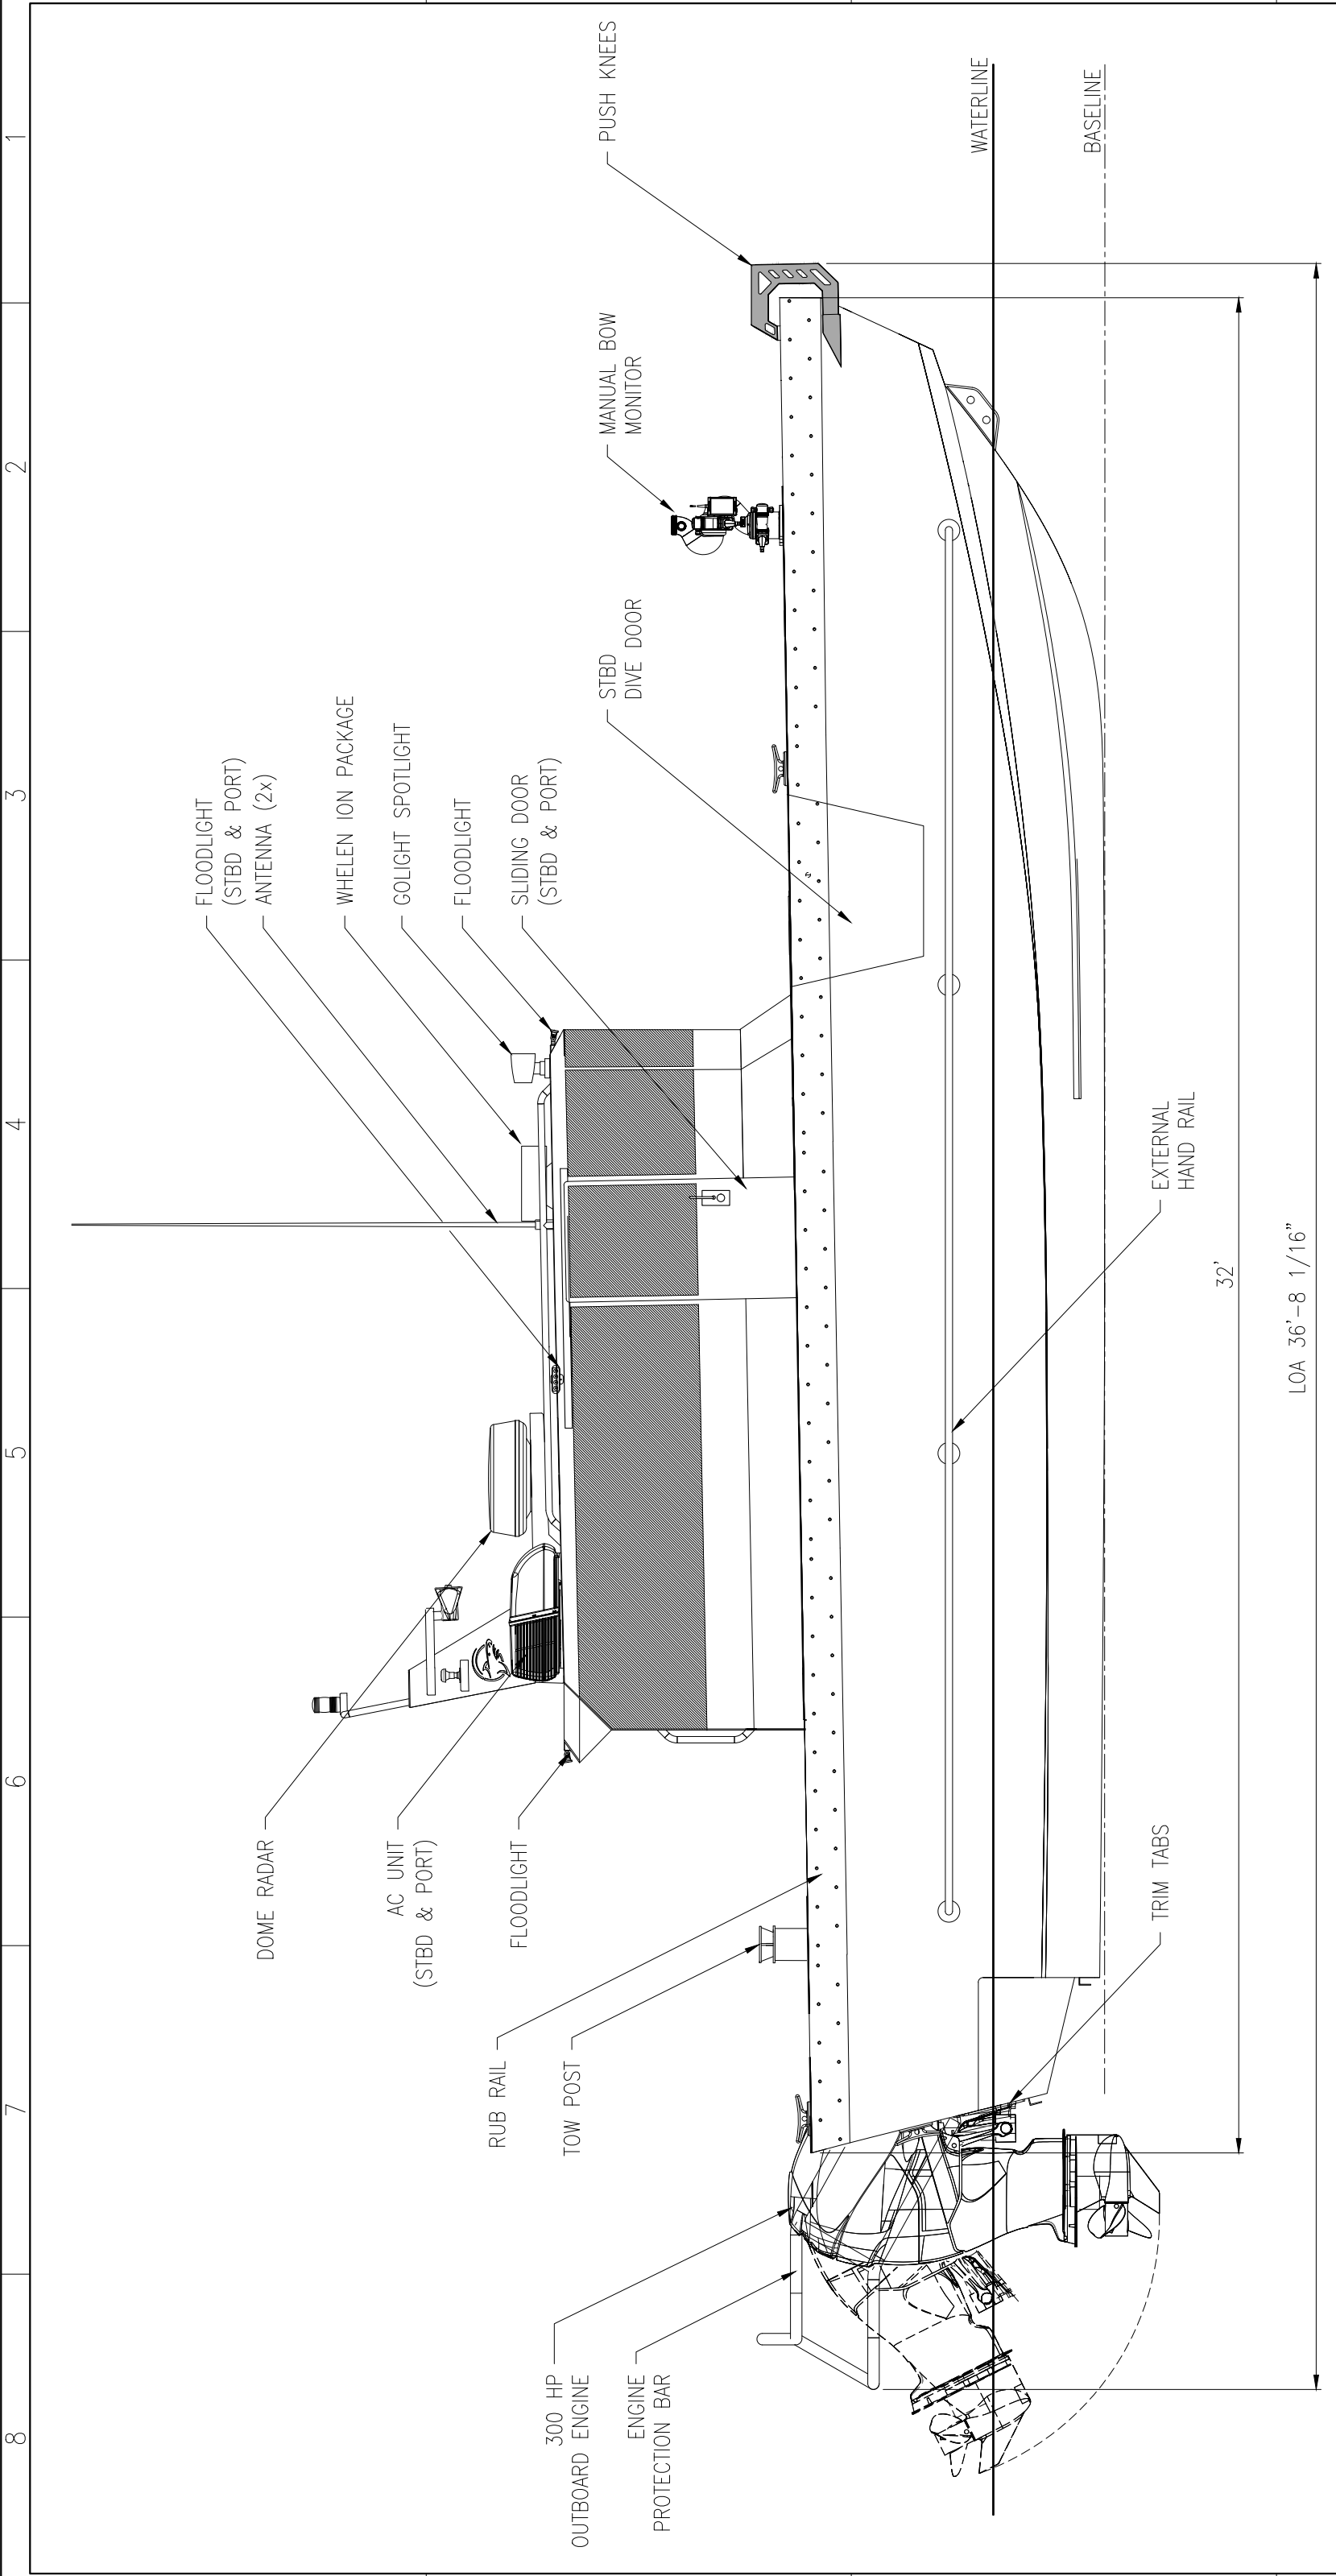 8
7
6
5
4
3
2
1
FLOODLIGHT
(STBD & PORT)
ANTENNA (2x)
WHELEN ION PACKAGE
GOLIGHT SPOTLIGHT
FLOODLIGHT
SLIDING DOOR
(STBD & PORT)
DOME RADAR
AC UNIT
(STBD & PORT)
FLOODLIGHT
RUB RAIL
TOW POST
300 HP
OUTBOARD ENGINE
ENGINE
PROTECTION BAR
STBD
DIVE DOOR
MANUAL BOW
MONITOR
PUSH KNEES
WATERLINE
BASELINE
TRIM TABS
EXTERNAL
HAND RAIL
32'
LOA 36'-8 1/16"